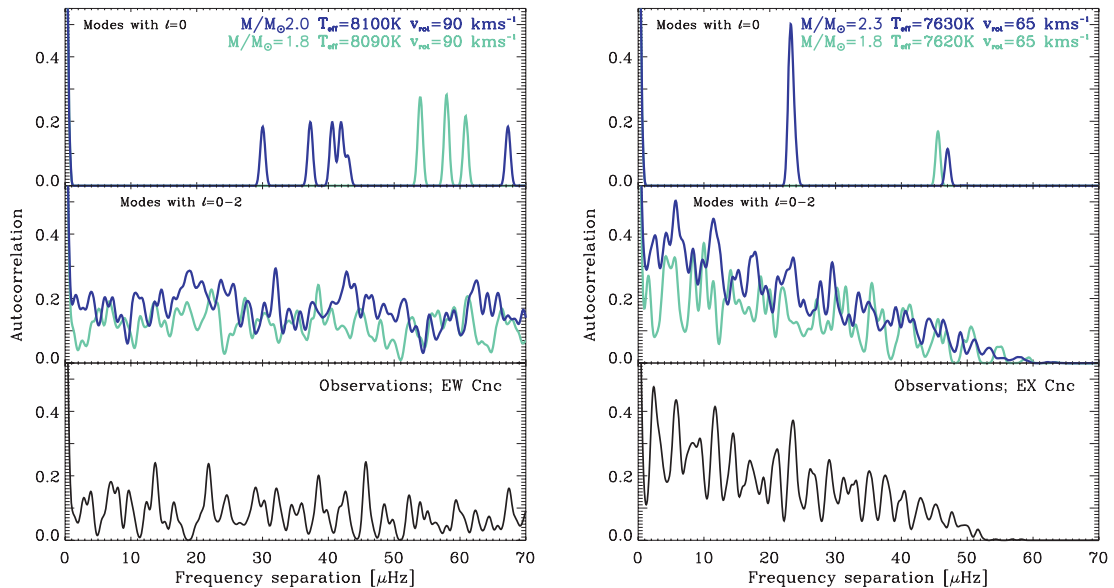 Modes with l=0
M/M⊙2.0 Teff=8100K vrot=90 kms⁻¹
M/M⊙=1.8 Teff=8090K vrot=90 kms⁻¹
0.4
0.2
0.0
Modes with l=0−2
0.4
0.2
0.0
Observations; EW Cnc
0.4
0.2
0.0
0 10 20 30 40 50 60 70
Autocorrelation
Frequency separation [μHz]
Modes with l=0
M/M⊙=2.3 Teff=7630K vrot=65 kms⁻¹
M/M⊙=1.8 Teff=7620K vrot=65 kms⁻¹
0.4
0.2
0.0
Modes with l=0−2
0.4
0.2
0.0
Observations; EX Cnc
0.4
0.2
0.0
0 10 20 30 40 50 60 70
Autocorrelation
Frequency separation [μHz]